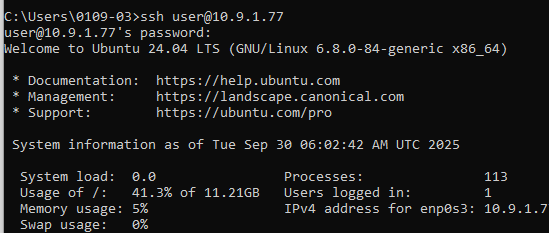 C:\Users\0109-03>ssh user@10.9.1.77
user@10.9.1.77's password:
Welcome to Ubuntu 24.04 LTS (GNU/Linux 6.8.0-84-generic x86_64)
* Documentation: https://help.ubuntu.com
* Management: https://landscape.canonical.com
* Support: https://ubuntu.com/pro
System information as of Tue Sep 30 06:02:42 AM UTC 2025
System load: 0.0 Processes: 113
Usage of /: 41.3% of 11.21GB Users logged in: 1
Memory usage: 5% IPv4 address for enp0s3: 10.9.1.7
Swap usage: 0%